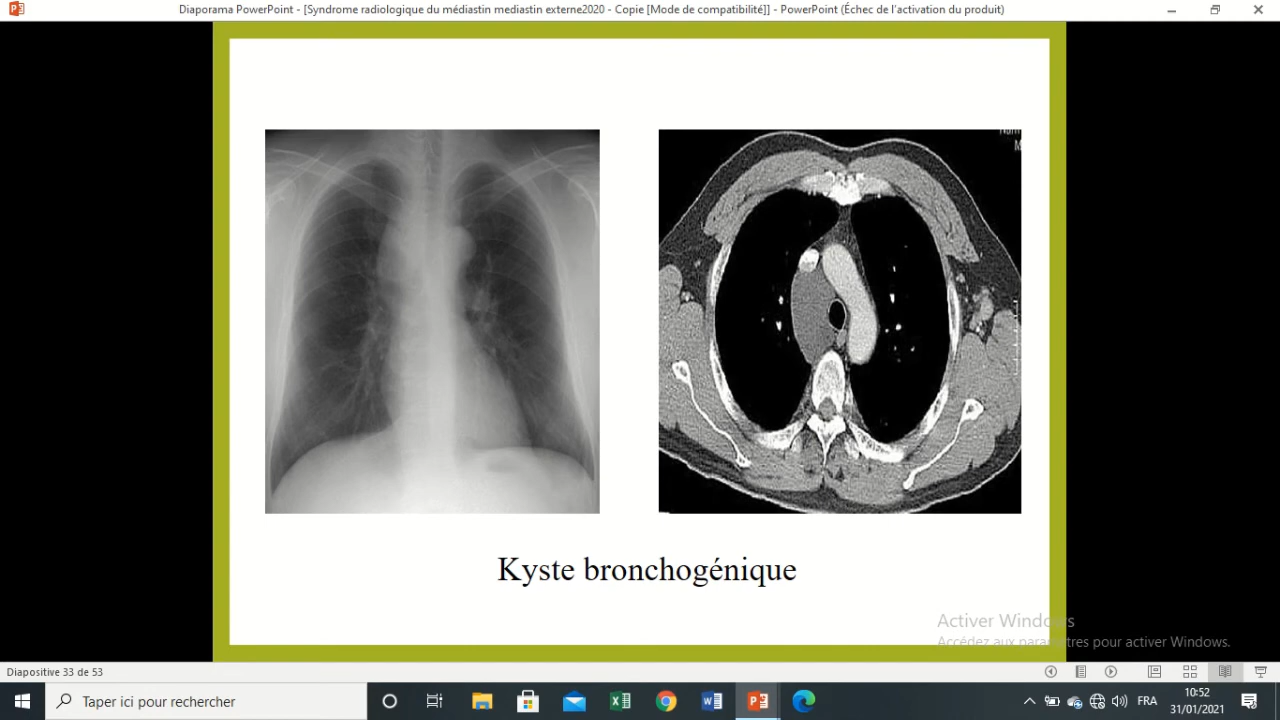 Diaporama PowerPoint - [Syndrome radiologique du médiastin mediastin externe2020 - Copie [Mode de compatibilité]] - PowerPoint (Échec de l'activation du produit)
Kyste bronchogénique
Activer Windows
Accédez aux paramètres pour activer Windows.
Diapositive 33 de 53
Taper ici pour rechercher
FRA
10:52
31/01/2021